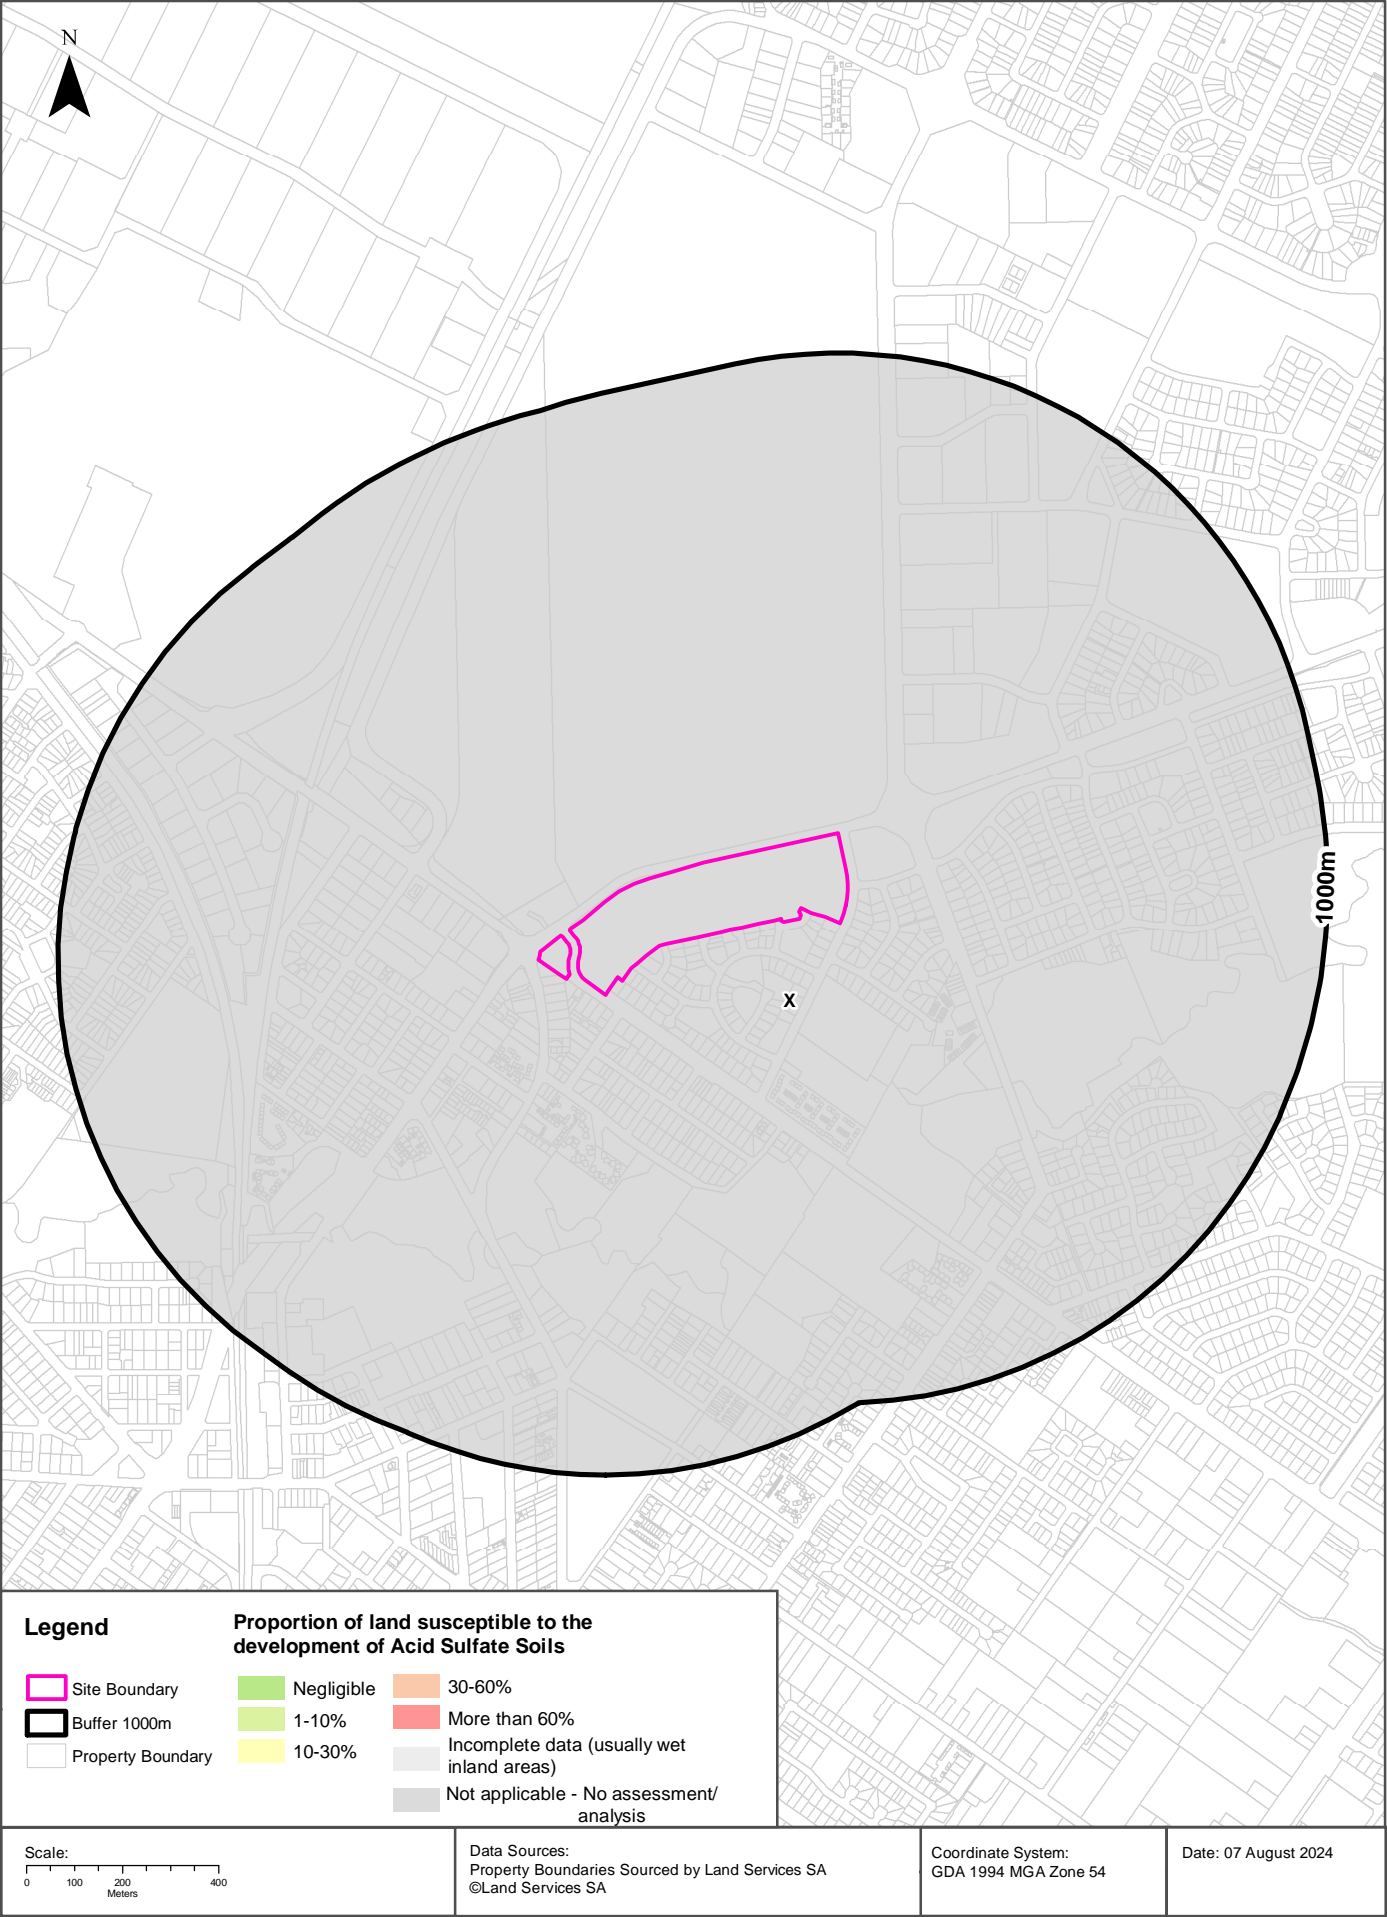 N
1000m
X
Legend
Site Boundary
Buffer 1000m
Property Boundary
Proportion of land susceptible to the
development of Acid Sulfate Soils
Negligible
1-10%
10-30%
30-60%
More than 60%
Incomplete data (usually wet
inland areas)
Not applicable - No assessment/
analysis
Scale:
0 100 200 400
Meters
Data Sources:
Property Boundaries Sourced by Land Services SA
©Land Services SA
Coordinate System:
GDA 1994 MGA Zone 54
Date: 07 August 2024